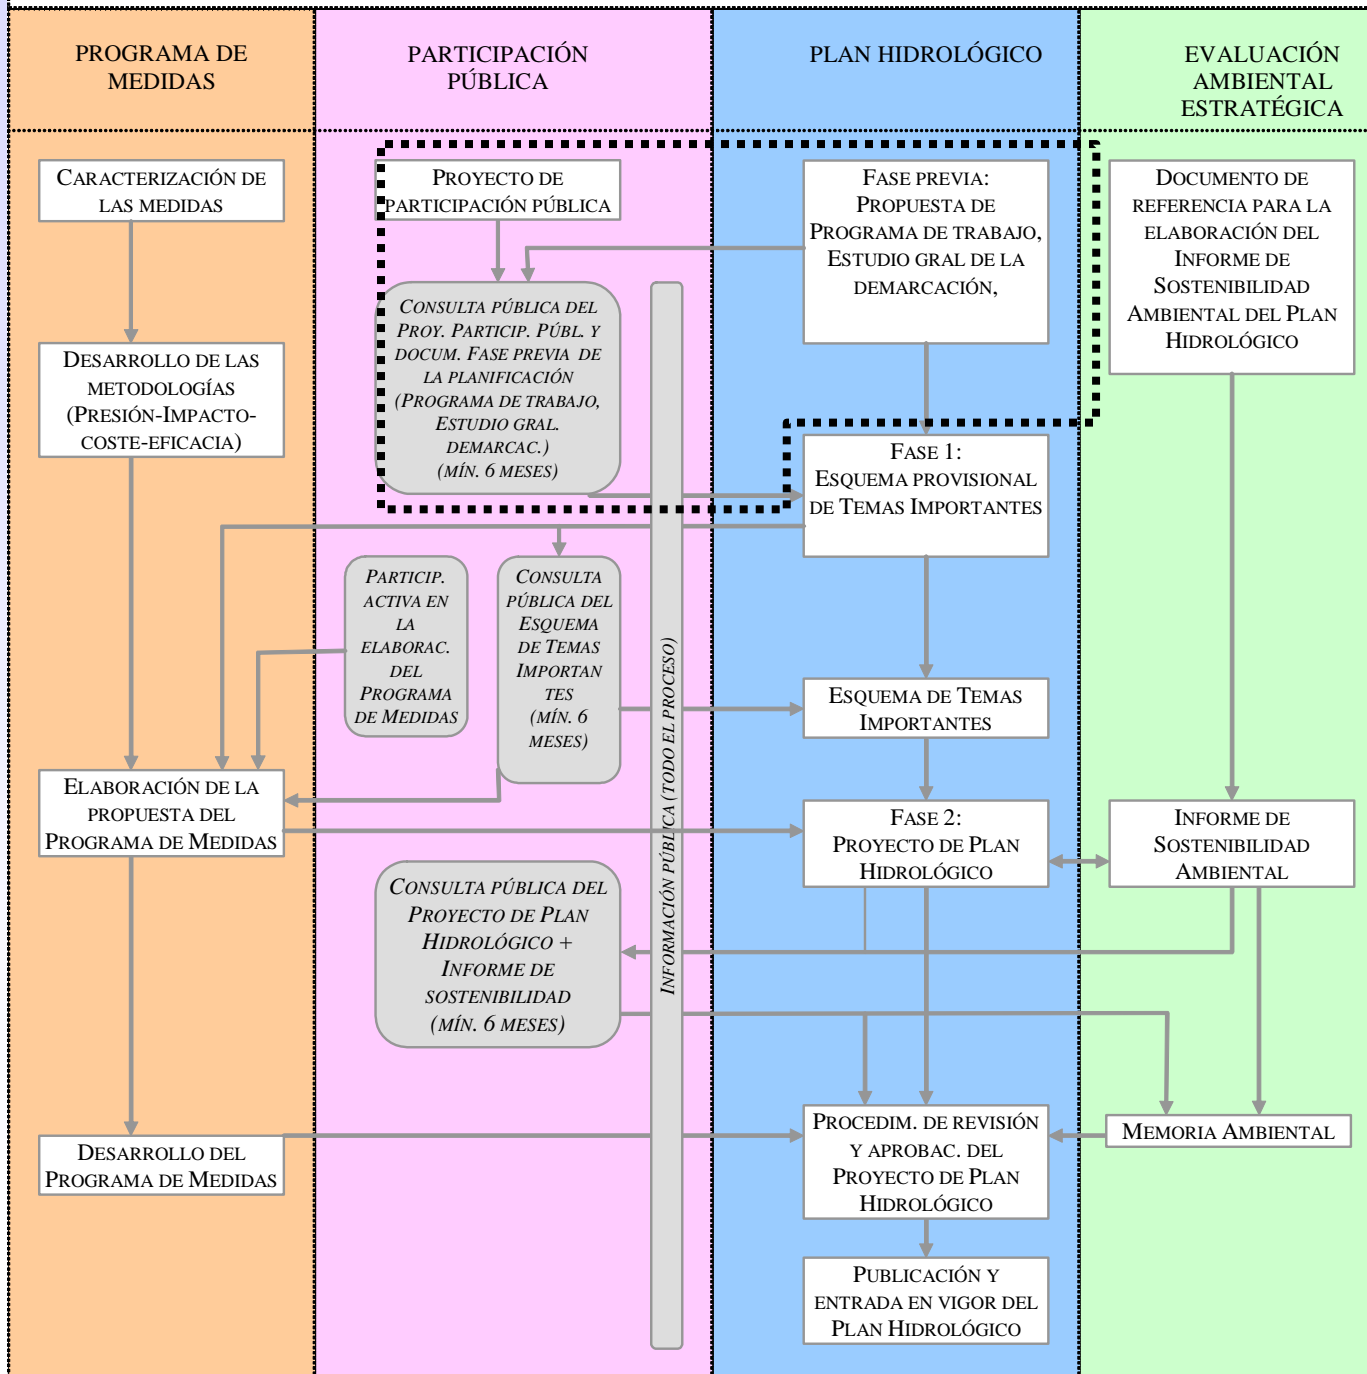 PROGRAMA DE
MEDIDAS
PARTICIPACIÓN
PÚBLICA
PLAN HIDROLÓGICO
EVALUACIÓN
AMBIENTAL
ESTRATÉGICA
CARACTERIZACIÓN DE
LAS MEDIDAS
DESARROLLO DE LAS
METODOLOGÍAS
(PRESIÓN-IMPACTO-
COSTE-EFICACIA)
ELABORACIÓN DE LA
PROPUESTA DEL
PROGRAMA DE MEDIDAS
DESARROLLO DEL
PROGRAMA DE MEDIDAS
PROYECTO DE
PARTICIPACIÓN PÚBLICA
CONSULTA PÚBLICA DEL
PROY. PARTICIP. PÚBL. Y
DOCUM. FASE PREVIA DE
LA PLANIFICACIÓN
(PROGRAMA DE TRABAJO,
ESTUDIO GRAL.
DEMARCAC.)
(MÍN. 6 MESES)
PARTICIP.
ACTIVA EN
LA
ELABORAC.
DEL
PROGRAMA
DE MEDIDAS
CONSULTA
PÚBLICA DEL
ESQUEMA
DE TEMAS
IMPORTAN
TES
(MÍN. 6
MESES)
CONSULTA PÚBLICA DEL
PROYECTO DE PLAN
HIDROLÓGICO +
INFORME DE
SOSTENIBILIDAD
(MÍN. 6 MESES)
INFORMACIÓN PÚBLICA (TODO EL PROCESO)
FASE PREVIA:
PROPUESTA DE
PROGRAMA DE TRABAJO,
ESTUDIO GRAL DE LA
DEMARCACIÓN,
FASE 1:
ESQUEMA PROVISIONAL
DE TEMAS IMPORTANTES
ESQUEMA DE TEMAS
IMPORTANTES
FASE 2:
PROYECTO DE PLAN
HIDROLÓGICO
PROCEDIM. DE REVISIÓN
Y APROBAC. DEL
PROYECTO DE PLAN
HIDROLÓGICO
PUBLICACIÓN Y
ENTRADA EN VIGOR DEL
PLAN HIDROLÓGICO
DOCUMENTO DE
REFERENCIA PARA LA
ELABORACIÓN DEL
INFORME DE
SOSTENIBILIDAD
AMBIENTAL DEL PLAN
HIDROLÓGICO
INFORME DE
SOSTENIBILIDAD
AMBIENTAL
MEMORIA AMBIENTAL